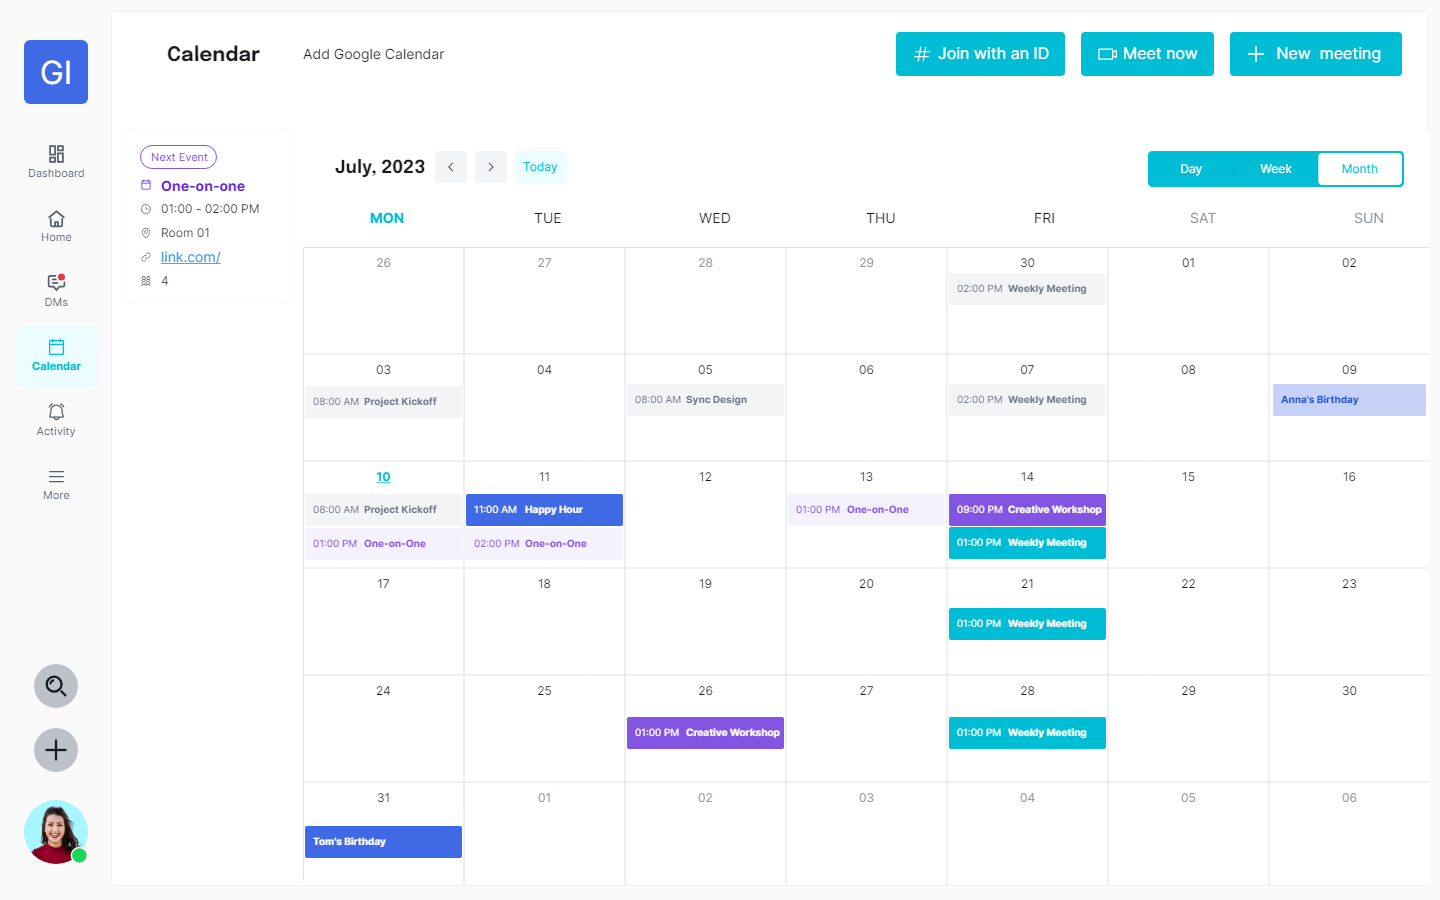 GI
Calendar
Add Google Calendar
Join with an ID
Meet now
New meeting
Dashboard
Home
DMs
Calendar
Activity
More
Next Event
One-on-one
01:00 - 02:00 PM
Room 01
link.com/
4
July, 2023
Today
Day
Week
Month
MON TUE WED THU FRI SAT SUN
26 27 28 29 30 01 02
02:00 PM Weekly Meeting
03 04 05 06 07 08 09
08:00 AM Project Kickoff
08:00 AM Sync Design
02:00 PM Weekly Meeting
Anna's Birthday
10 11 12 13 14 15 16
08:00 AM Project Kickoff
11:00 AM Happy Hour
01:00 PM One-on-One
09:00 PM Creative Workshop
01:00 PM One-on-One
02:00 PM One-on-One
01:00 PM Weekly Meeting
17 18 19 20 21 22 23
01:00 PM Weekly Meeting
24 25 26 27 28 29 30
01:00 PM Creative Workshop
01:00 PM Weekly Meeting
31 01 02 03 04 05 06
Tom's Birthday